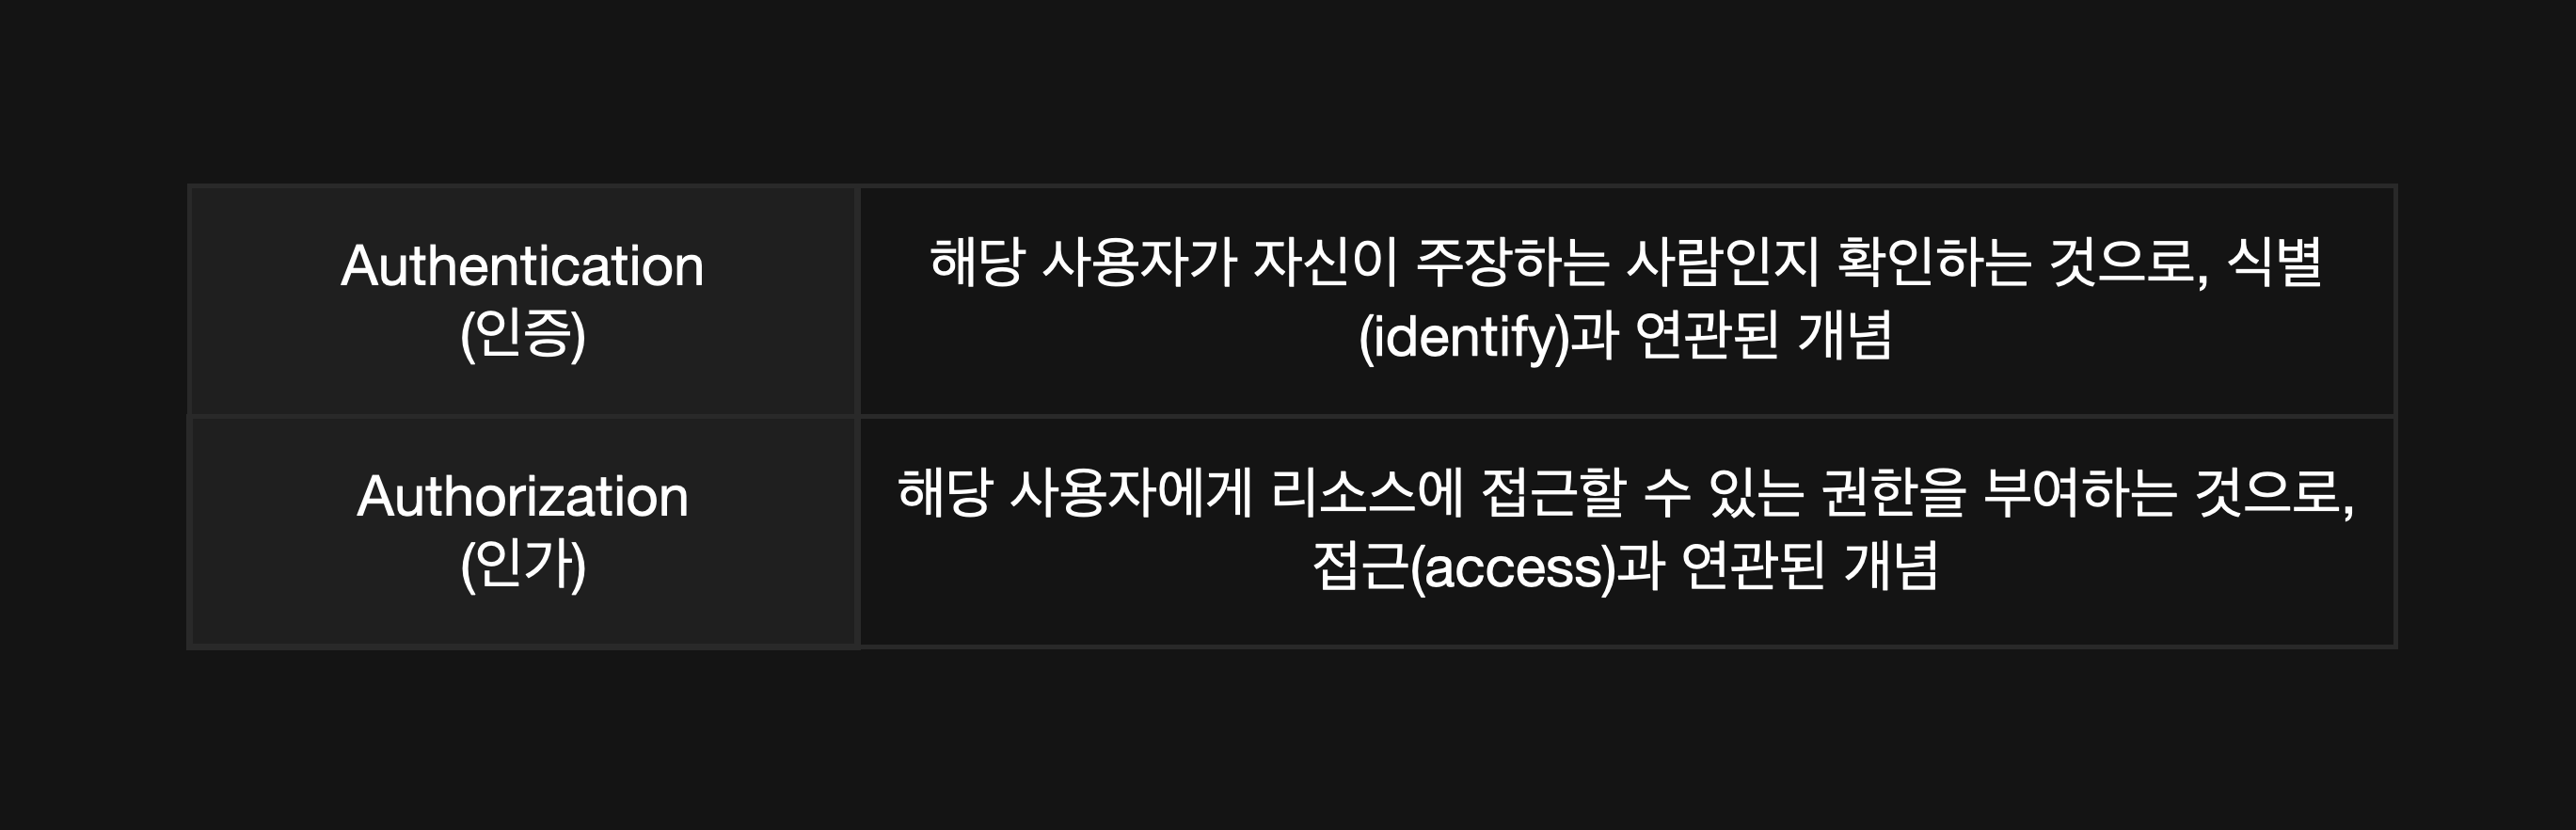 Authentication
(인증)
해당 사용자가 자신이 주장하는 사람인지 확인하는 것으로, 식별
(identify)과 연관된 개념
Authorization
(인가)
해당 사용자에게 리소스에 접근할 수 있는 권한을 부여하는 것으로,
접근(access)과 연관된 개념